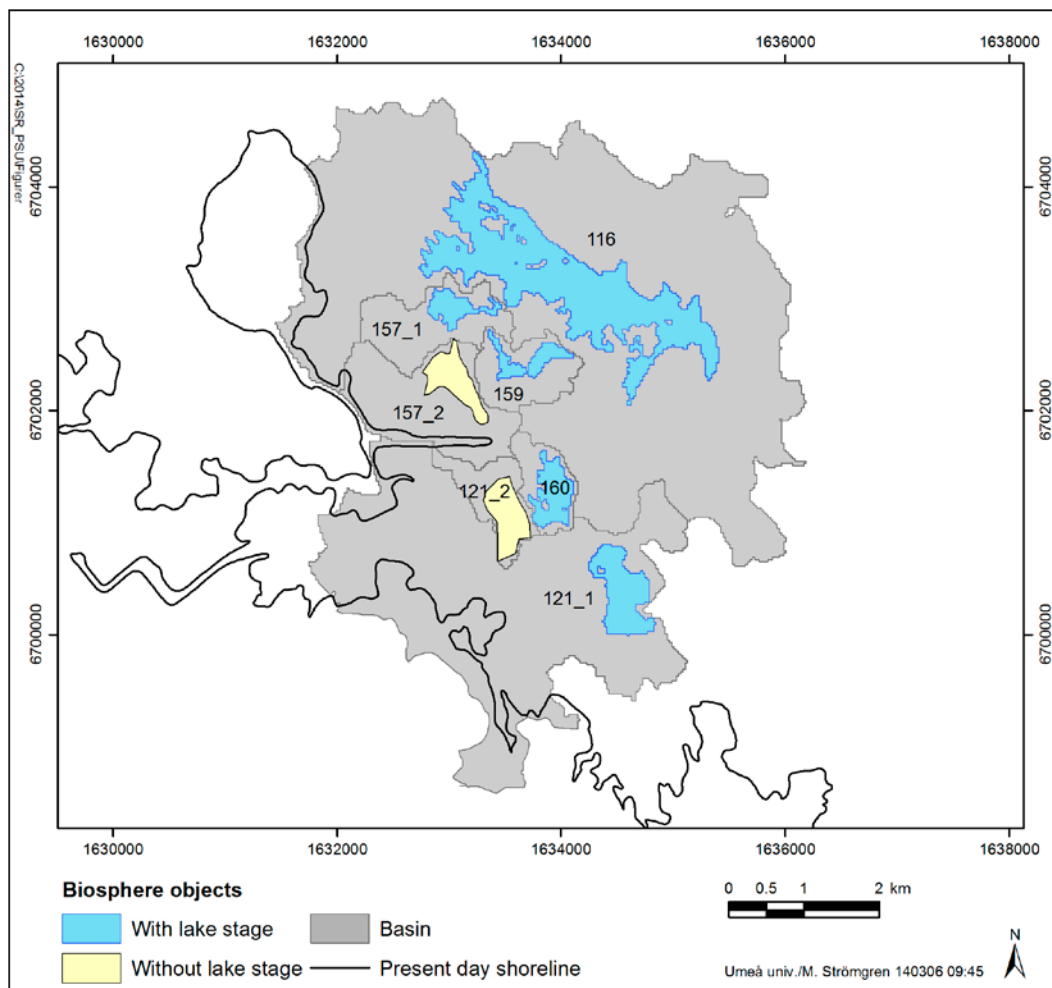 1630000 1632000 1634000 1636000 1638000
C:\2014\SR_PSU\Figurer
6704000 6704000
116
157_1
159
6702000 6702000
157_2
121_2 160
121_1
6700000 6700000
1630000 1632000 1634000 1636000 1638000
Biosphere objects
With lake stage Basin
Without lake stage Present day shoreline
0 0.5 1 2 km
N
Umeå univ./M. Strömgren 140306 09:45